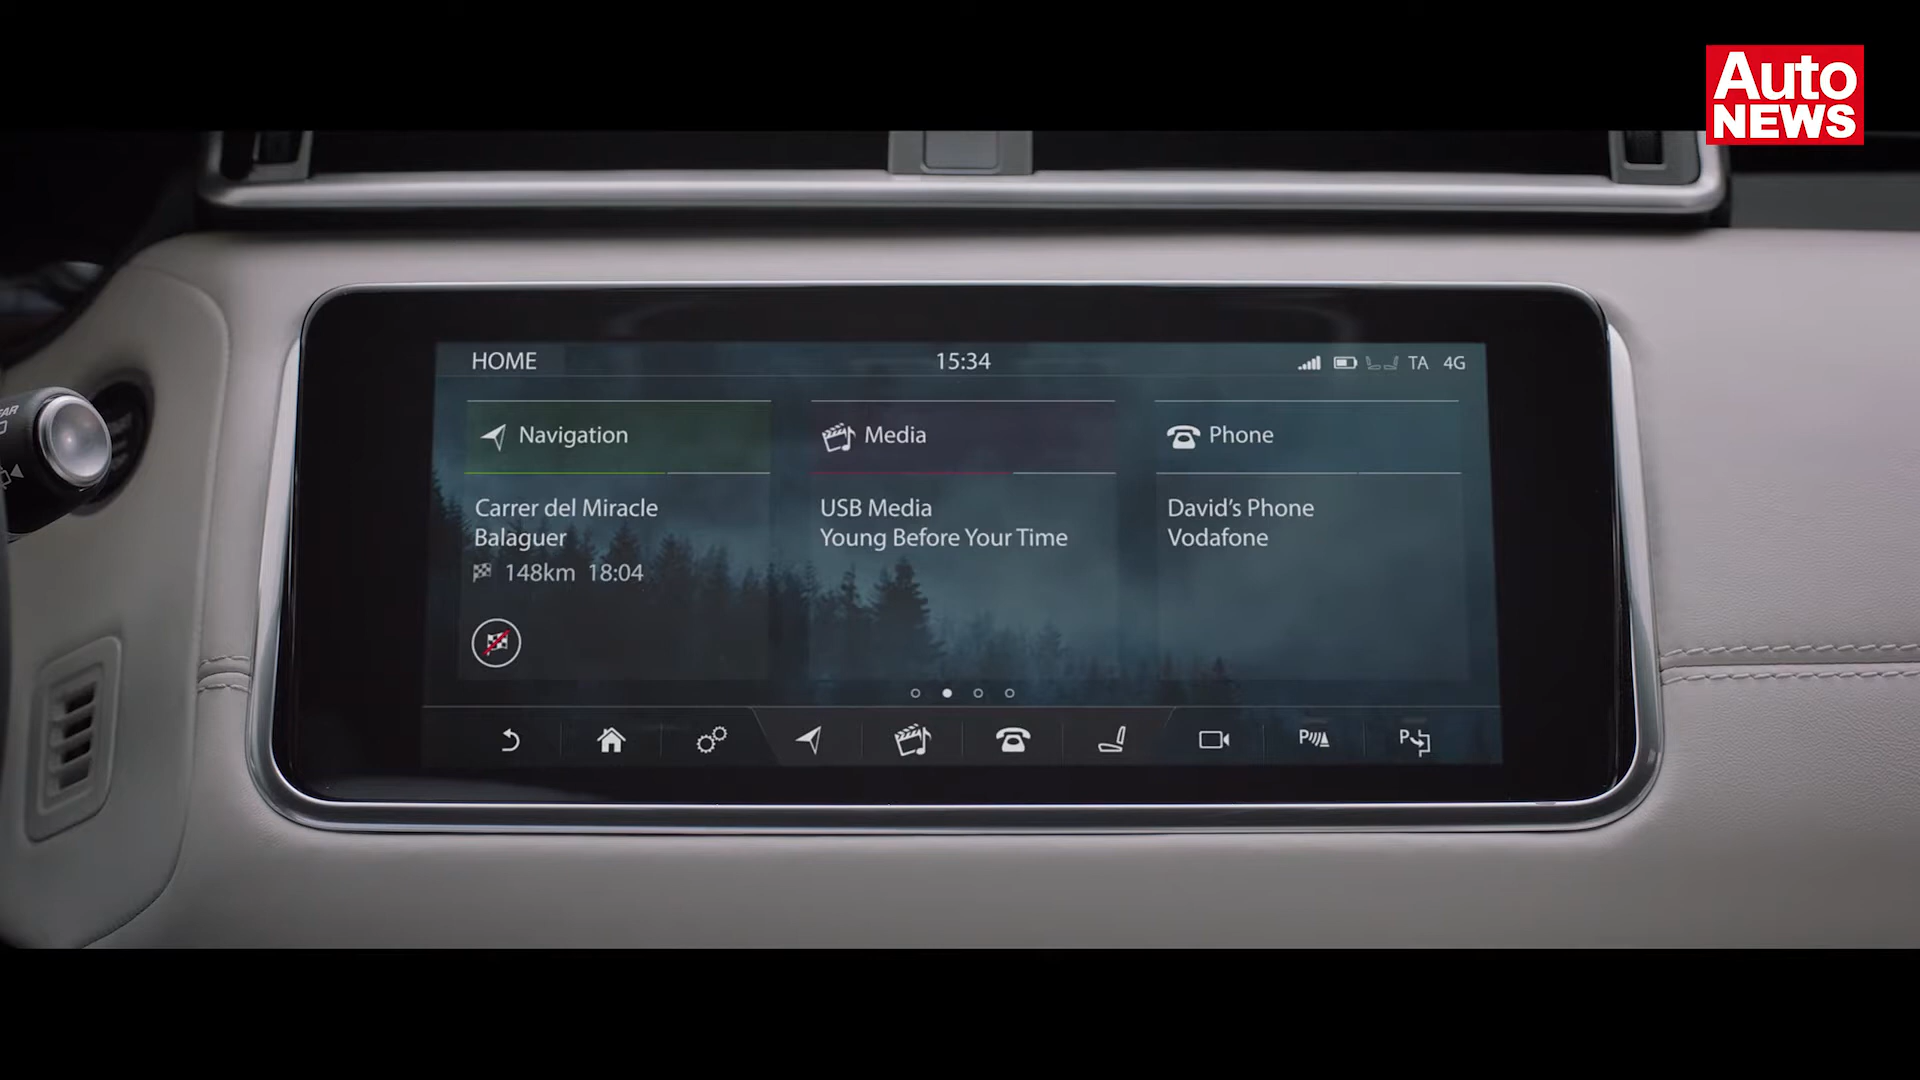 Auto
NEWS
HOME
15:34
TA 4G
Navigation
Media
Phone
Carrer del Miracle
Balaguer
148km 18:04
USB Media
Young Before Your Time
David's Phone
Vodafone
P
P